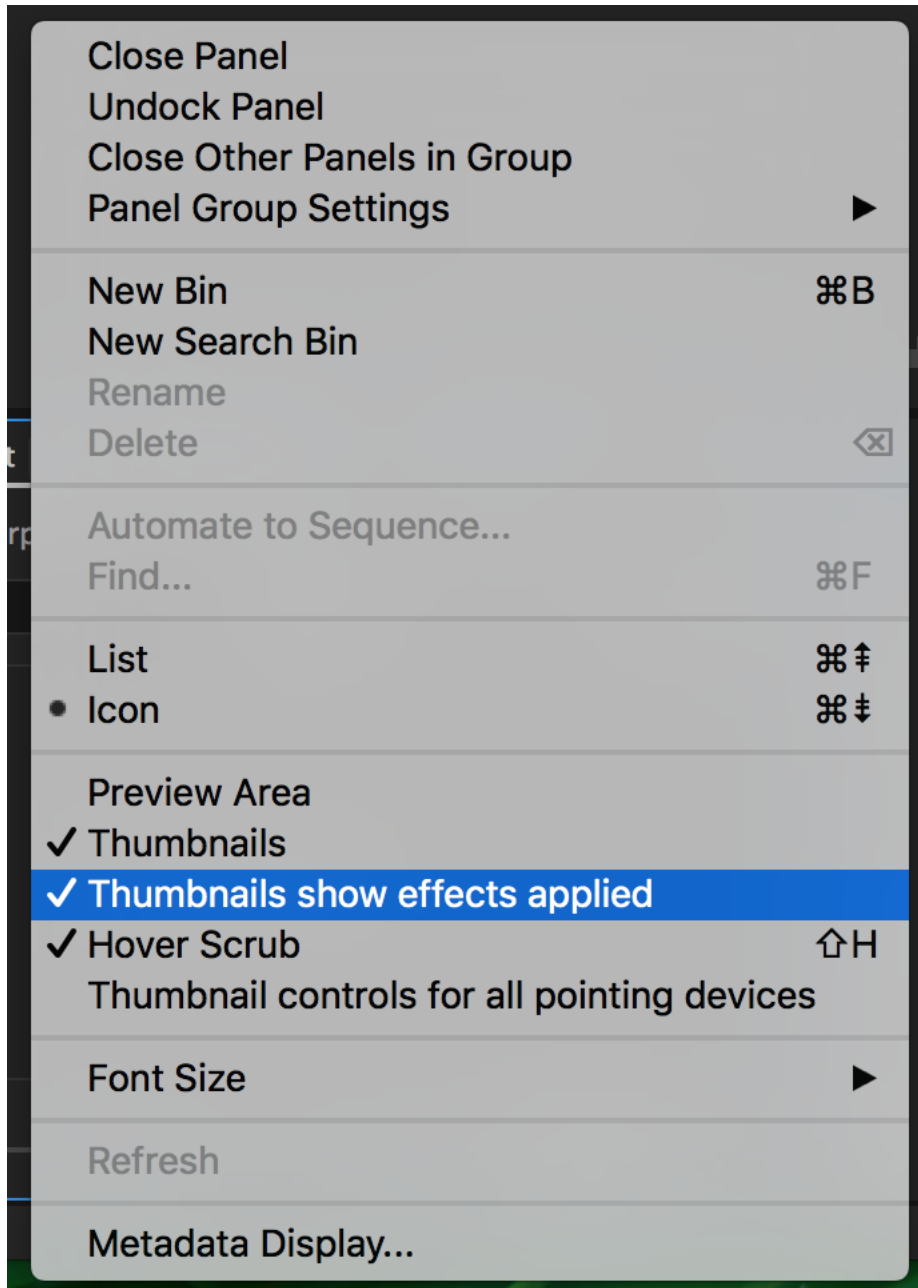 Close Panel
Undock Panel
Close Other Panels in Group
Panel Group Settings ▶
New Bin ⌘B
New Search Bin
Rename
Delete ⌫
t
Automate to Sequence...
rp
Find... ⌘F
List ⌘⇞
• Icon ⌘⇟
Preview Area
✓ Thumbnails
✓ Thumbnails show effects applied
✓ Hover Scrub ⇧H
Thumbnail controls for all pointing devices
Font Size ▶
Refresh
Metadata Display...